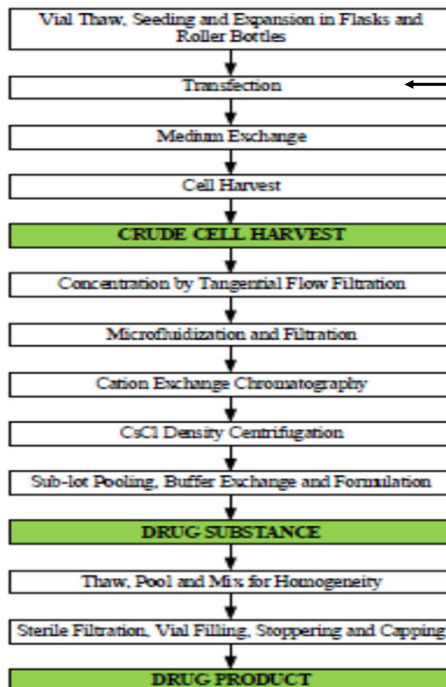 Vial Thaw, Seeding and Expansion in Flasks and
Roller Bottles
Transfection
Medium Exchange
Cell Harvest
CRUDE CELL HARVEST
Concentration by Tangential Flow Filtration
Microfluidization and Filtration
Cation Exchange Chromatography
CsCl Density Centrifugation
Sub-lot Pooling, Buffer Exchange and Formulation
DRUG SUBSTANCE
Thaw, Pool and Mix for Homogeneity
Sterile Filtration, Vial Filling, Stoppering and Capping
DRUG PRODUCT